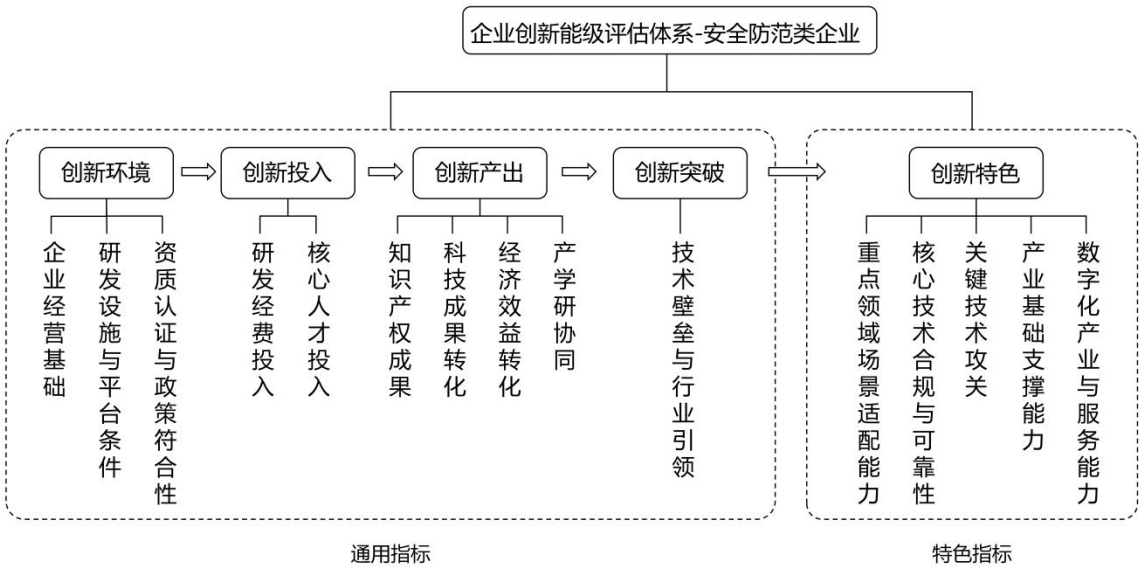 企业创新能级评估体系-安全防范类企业
创新环境
创新投入
创新产出
创新突破
创新特色
企业经营基础
研发设施与平台条件
资质认证与政策符合性
研发经费投入
核心人才投入
知识产权成果
科技成果转化
经济效益转化
产学研协同
技术壁垒与行业引领
重点领域场景适配能力
核心技术合规与可靠性
关键技术攻关
产业基础支撑能力
数字化产业与服务能力
通用指标
特色指标